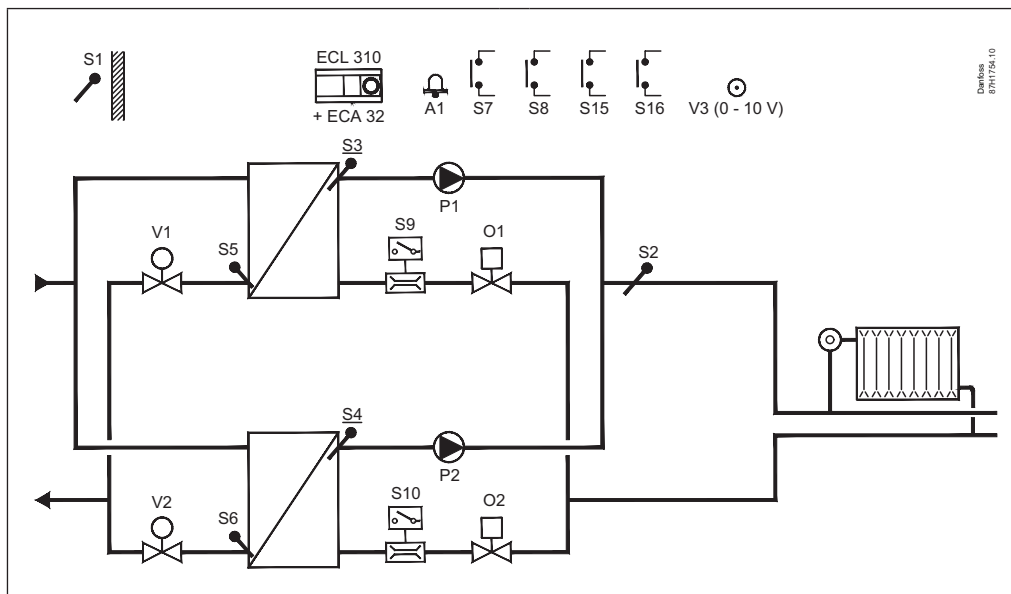 S1
ECL 310
+ ECA 32
A1
S7
S8
S15
S16
V3 (0 - 10 V)
Danfoss
87H1754.10
S3
P1
V1
S5
S9
O1
S2
S4
P2
V2
S6
S10
O2